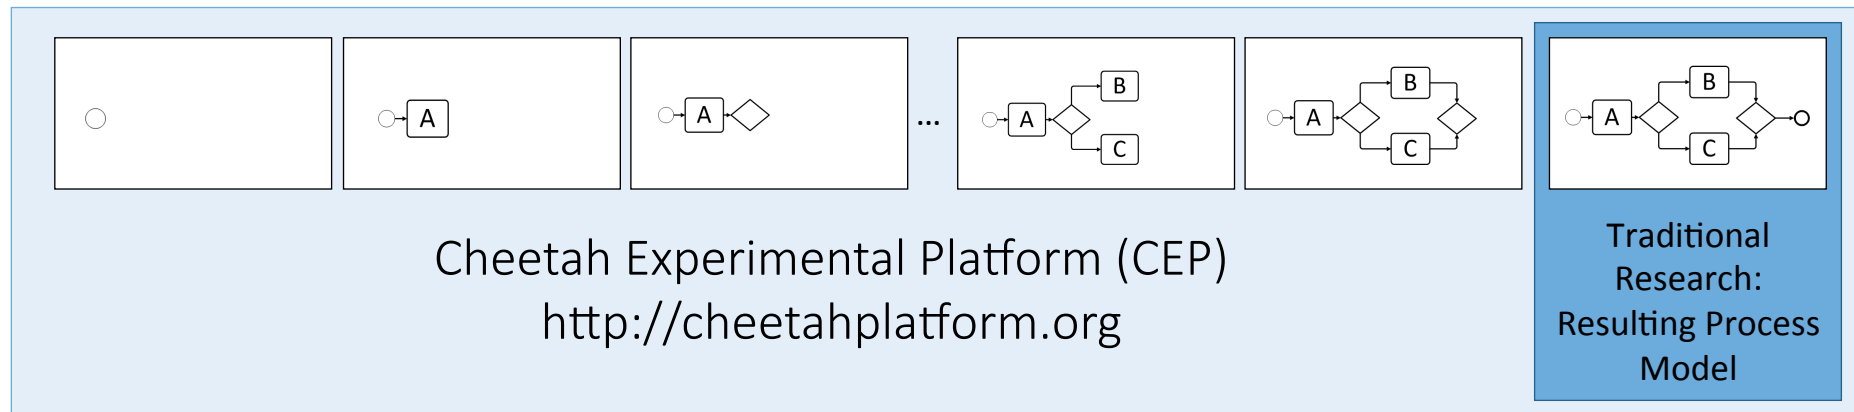 A
A
...
A
B
C
A
B
C
A
B
C
Cheetah Experimental Platform (CEP)
http://cheetahplatform.org
Traditional
Research:
Resulting Process
Model